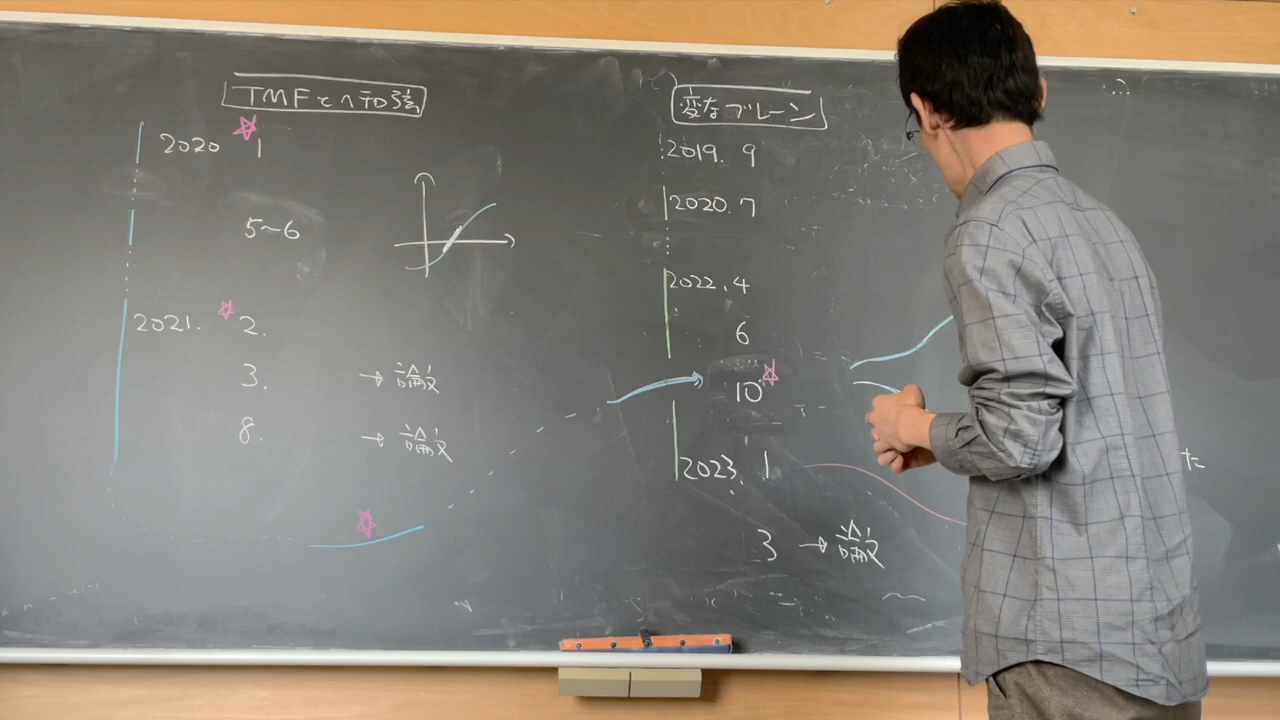 TMFとヘテロ弦
2020 1
5~6
2021. 2.
3. → 論文
8. → 論文
変なブレーン
2019. 9
2020. 7
2022. 4
6
10
2023. 1
3 → 論文
た